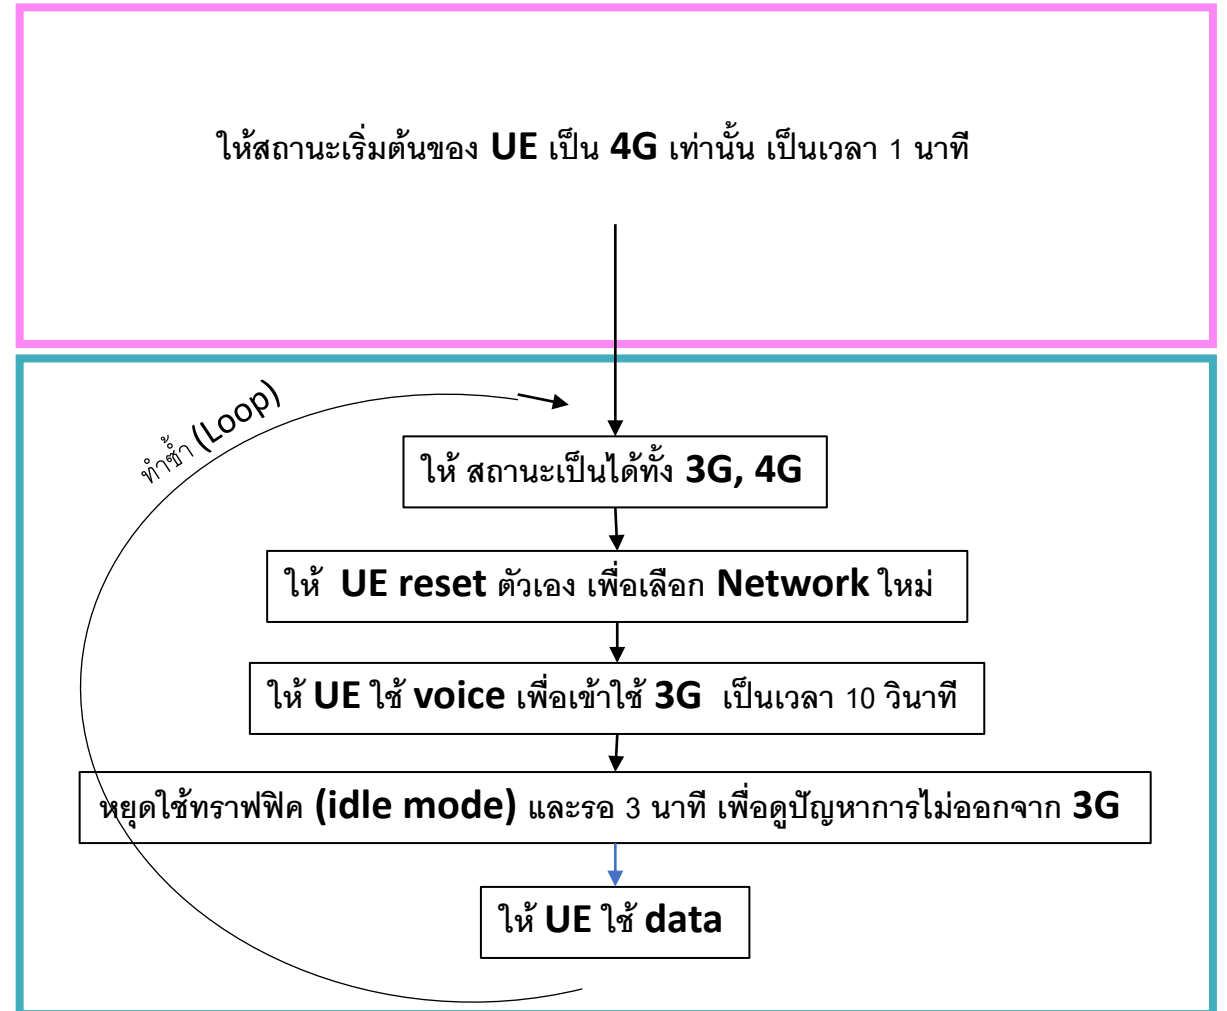 ให้สถานะเริ่มต้นของ UE เป็น 4G เท่านั้น เป็นเวลา 1 นาที
ทำซ้ำ (Loop)
ให้ สถานะเป็นได้ทั้ง 3G, 4G
ให้ UE reset ตัวเอง เพื่อเลือก Network ใหม่
ให้ UE ใช้ voice เพื่อเข้าใช้ 3G เป็นเวลา 10 วินาที
หยุดใช้ทราฟฟิค (idle mode) และรอ 3 นาที เพื่อดูปัญหาการไม่ออกจาก 3G
ให้ UE ใช้ data